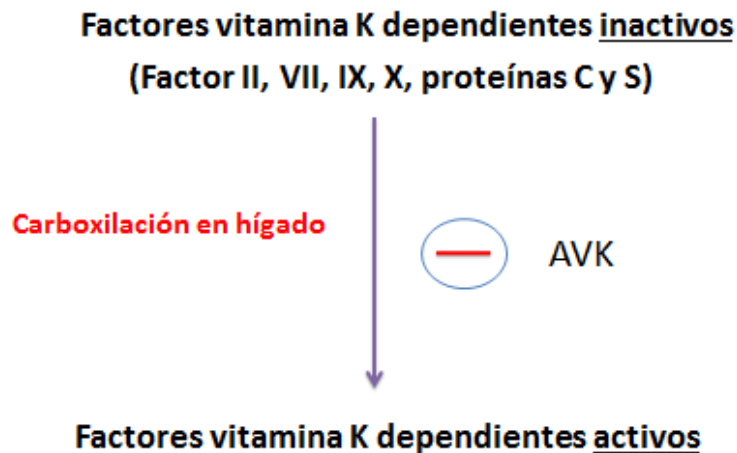 Factores vitamina K dependientes inactivos
(Factor II, VII, IX, X, proteínas C y S)
Carboxilación en hígado
AVK
Factores vitamina K dependientes activos